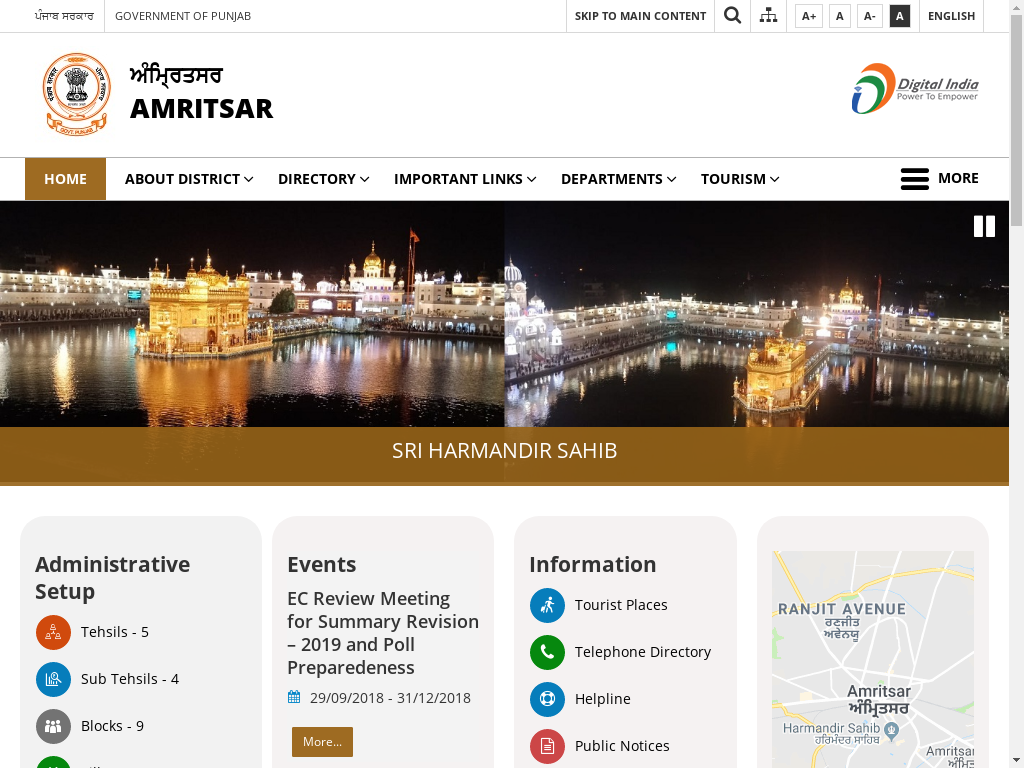 ਪੰਜਾਬ ਸਰਕਾਰ
GOVERNMENT OF PUNJAB
SKIP TO MAIN CONTENT
A+
A
A-
A
ENGLISH
ਅੰਮ੍ਰਿਤਸਰ
AMRITSAR
ਪੰਜਾਬ ਸਰਕਾਰ
GOVT. PUNJAB
Digital India
Power To Empower
HOME
ABOUT DISTRICT
DIRECTORY
IMPORTANT LINKS
DEPARTMENTS
TOURISM
MORE
SRI HARMANDIR SAHIB
Administrative
Setup
Tehsils - 5
Sub Tehsils - 4
Blocks - 9
Events
EC Review Meeting
for Summary Revision
– 2019 and Poll
Preparedeness
29/09/2018 - 31/12/2018
More...
Information
Tourist Places
Telephone Directory
Helpline
Public Notices
RANJIT AVENUE
ਰਣਜੀਤ
ਅਵੇਨਯੂ
Amritsar
ਅੰਮ੍ਰਿਤਸਰ
Harmandir Sahib
ਹਰਿਮੰਦਰ ਸਾਹਿਬ